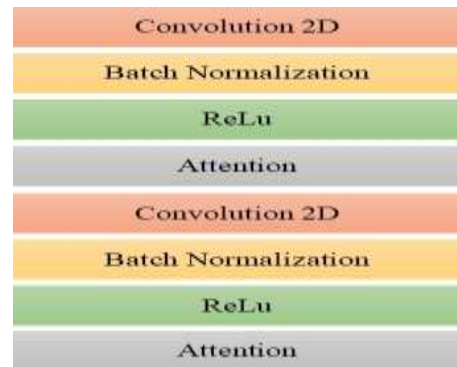 Convolution 2D
Batch Normalization
ReLu
Attention
Convolution 2D
Batch Normalization
ReLu
Attention